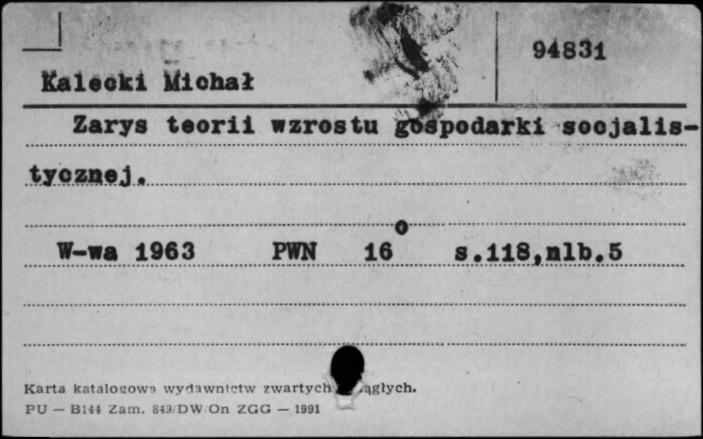 94831
Kalecki Michał
Zarys teorii wzrostu gospodarki socjalis-
tycznej.
W-wa 1963 PWN 16° s.118,nlb.5
Karta katalogowa wydawnictw zwartych ągłych.
PU — B144 Zam. 843/DW/On ZGG — 1991